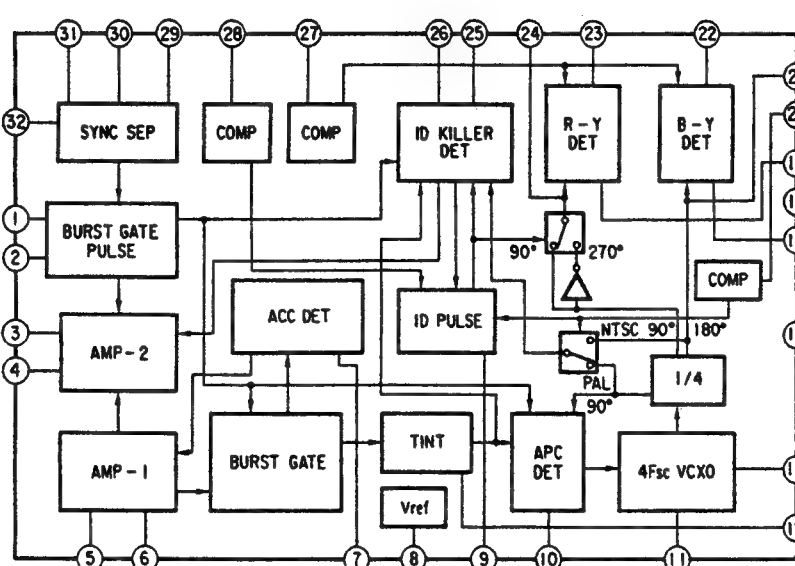 31 30 29 28 27 26 25 24 23 22
32
SYNC SEP
COMP
COMP
ID KILLER
DET
R-Y
DET
B-Y
DET
1
2
BURST GATE
PULSE
90°
270°
COMP
3
4
AMP-2
ACC DET
ID PULSE
NTSC 90°
180°
PAL
90°
1/4
AMP-1
BURST GATE
TINT
APC
DET
4Fsc VCXO
Vref
5 6 7 8 9 10 11